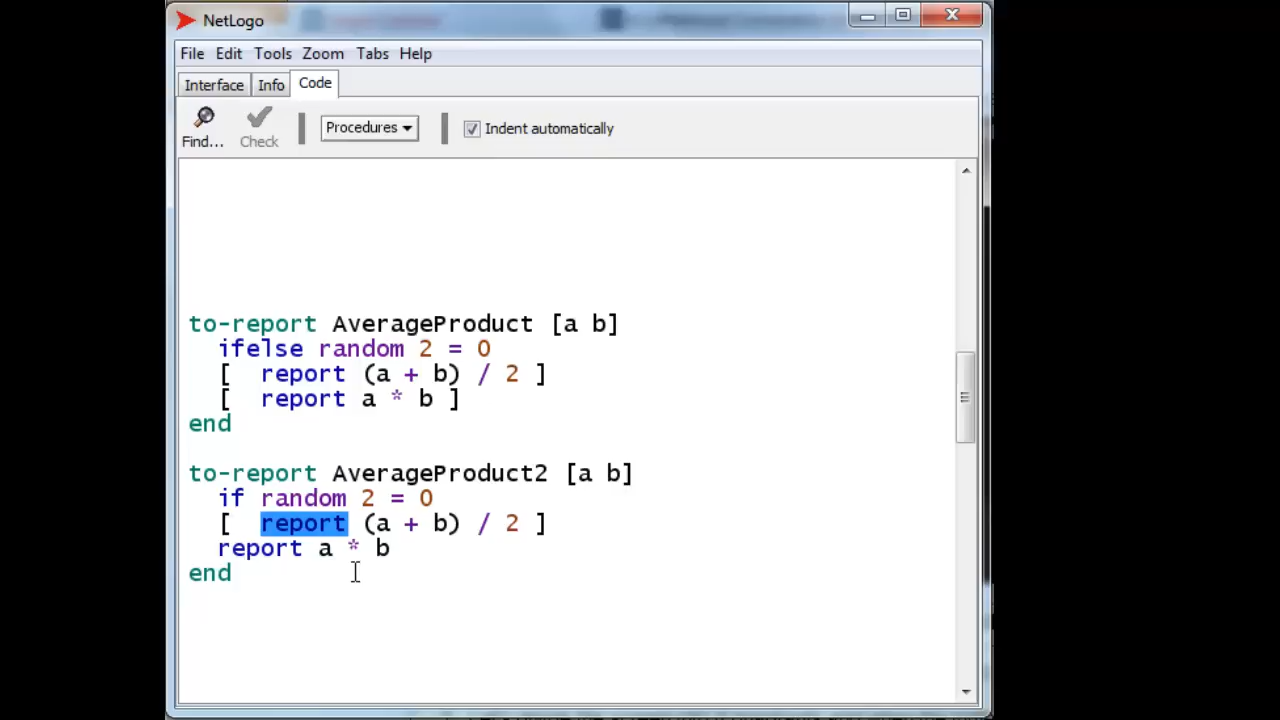 NetLogo
File Edit Tools Zoom Tabs Help
Interface Info Code
Find... Check Procedures Indent automatically
to-report AverageProduct [a b]
ifelse random 2 = 0
[ report (a + b) / 2 ]
[ report a * b ]
end
to-report AverageProduct2 [a b]
if random 2 = 0
[ report (a + b) / 2 ]
report a * b
end